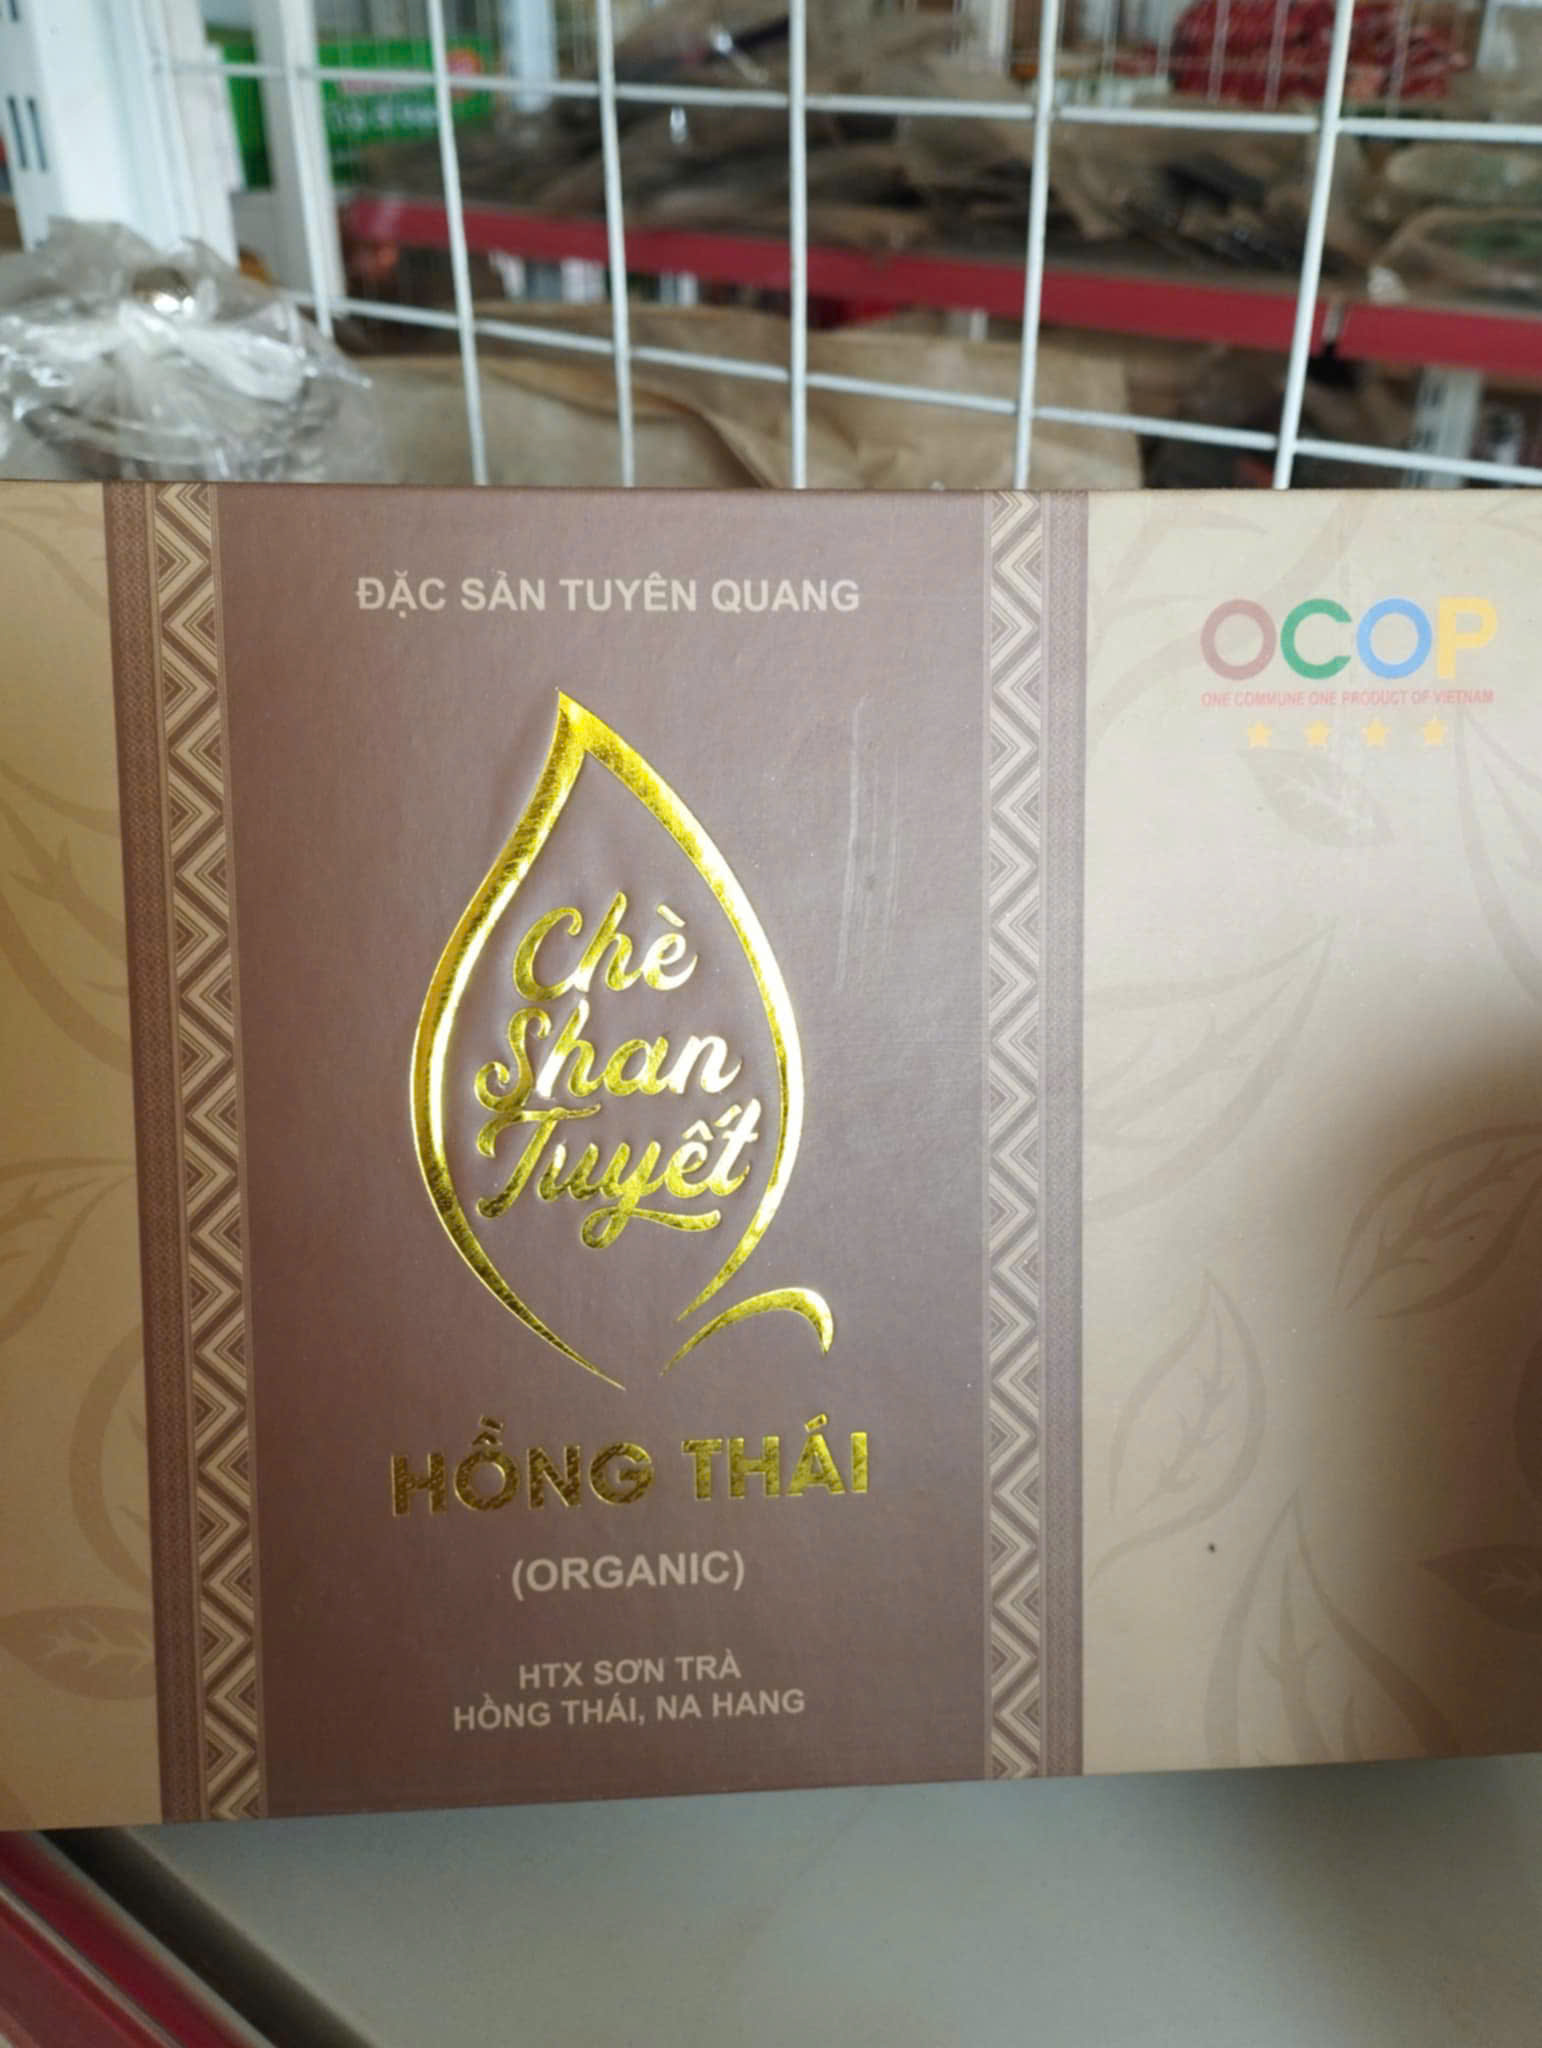 ĐẶC SẢN TUYÊN QUANG
OCOP
ONE COMMUNE ONE PRODUCT OF VIETNAM
Chè
Shan
Tuyết
HỒNG THÁI
(ORGANIC)
HTX SƠN TRÀ
HỒNG THÁI, NA HANG